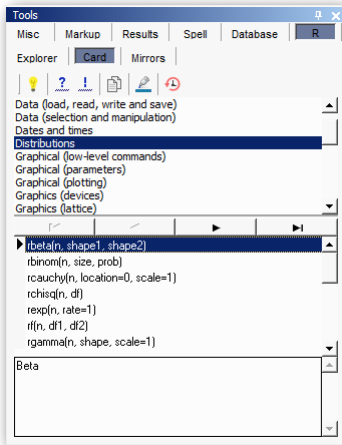 Tools
Misc Markup Results Spell Database R
Explorer Card Mirrors
Data (load, read, write and save)
Data (selection and manipulation)
Dates and times
Distributions
Graphical (low-level commands)
Graphical (parameters)
Graphical (plotting)
Graphics (devices)
Graphics (lattice)
rbeta(n, shape1, shape2)
rbinom(n, size, prob)
rcauchy(n, location=0, scale=1)
rchisq(n, df)
rexp(n, rate=1)
rf(n, df1, df2)
rgamma(n, shape, scale=1)
Beta